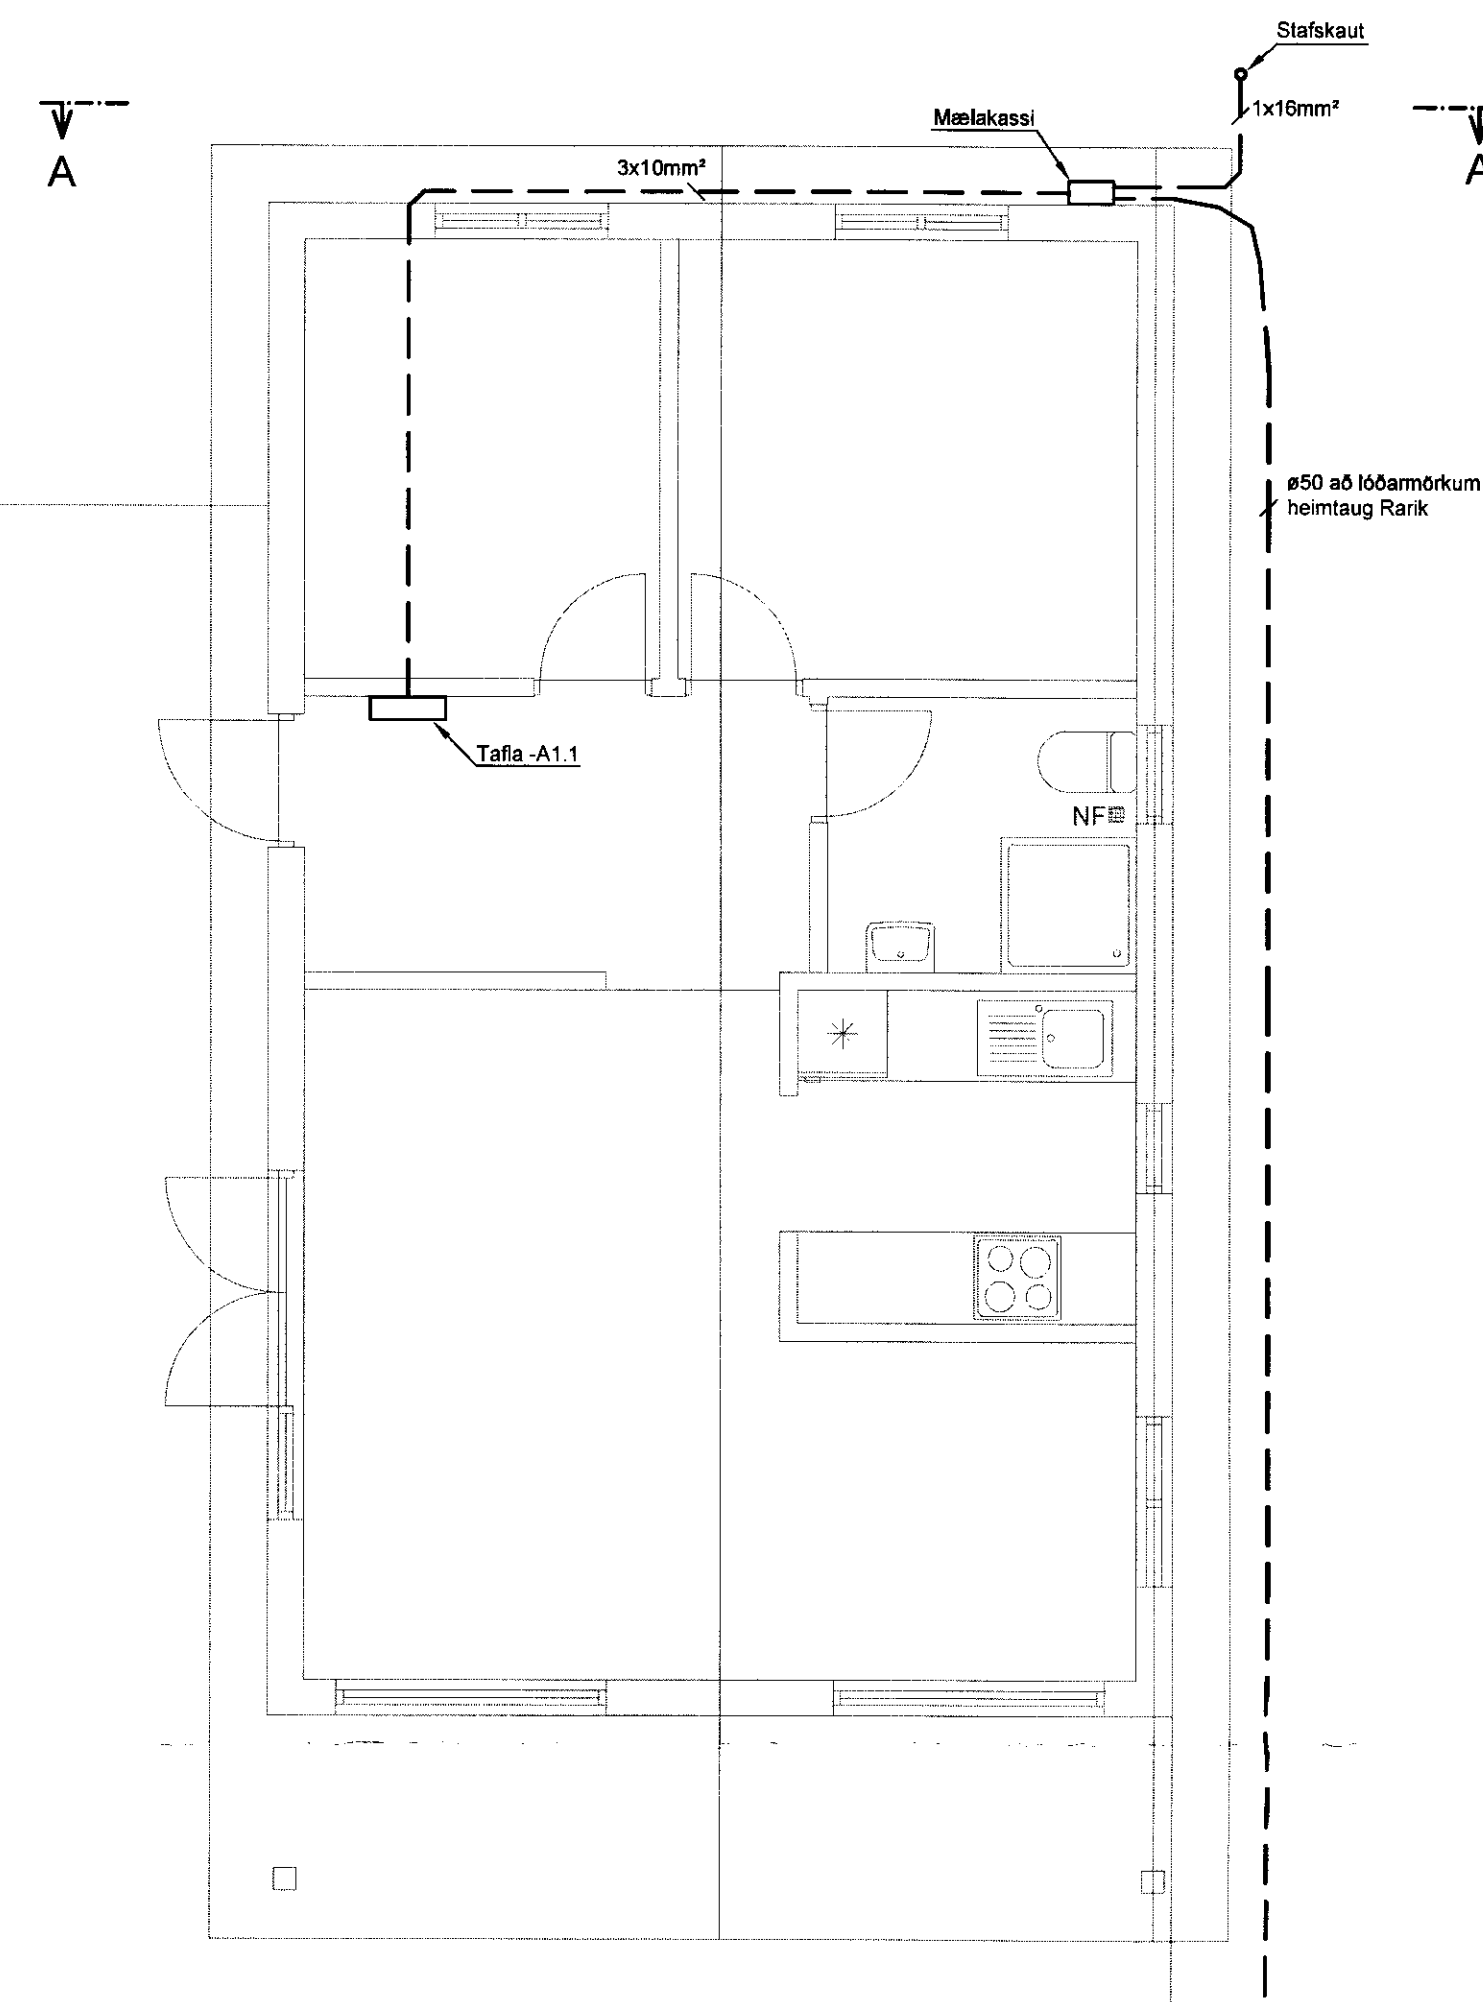 Stafskaut
1x16mm²
Mælakassi
A
A
3x10mm²
ø50 að lóðarmörkum
heimtaug Rarik
Tafla -A1.1
NF